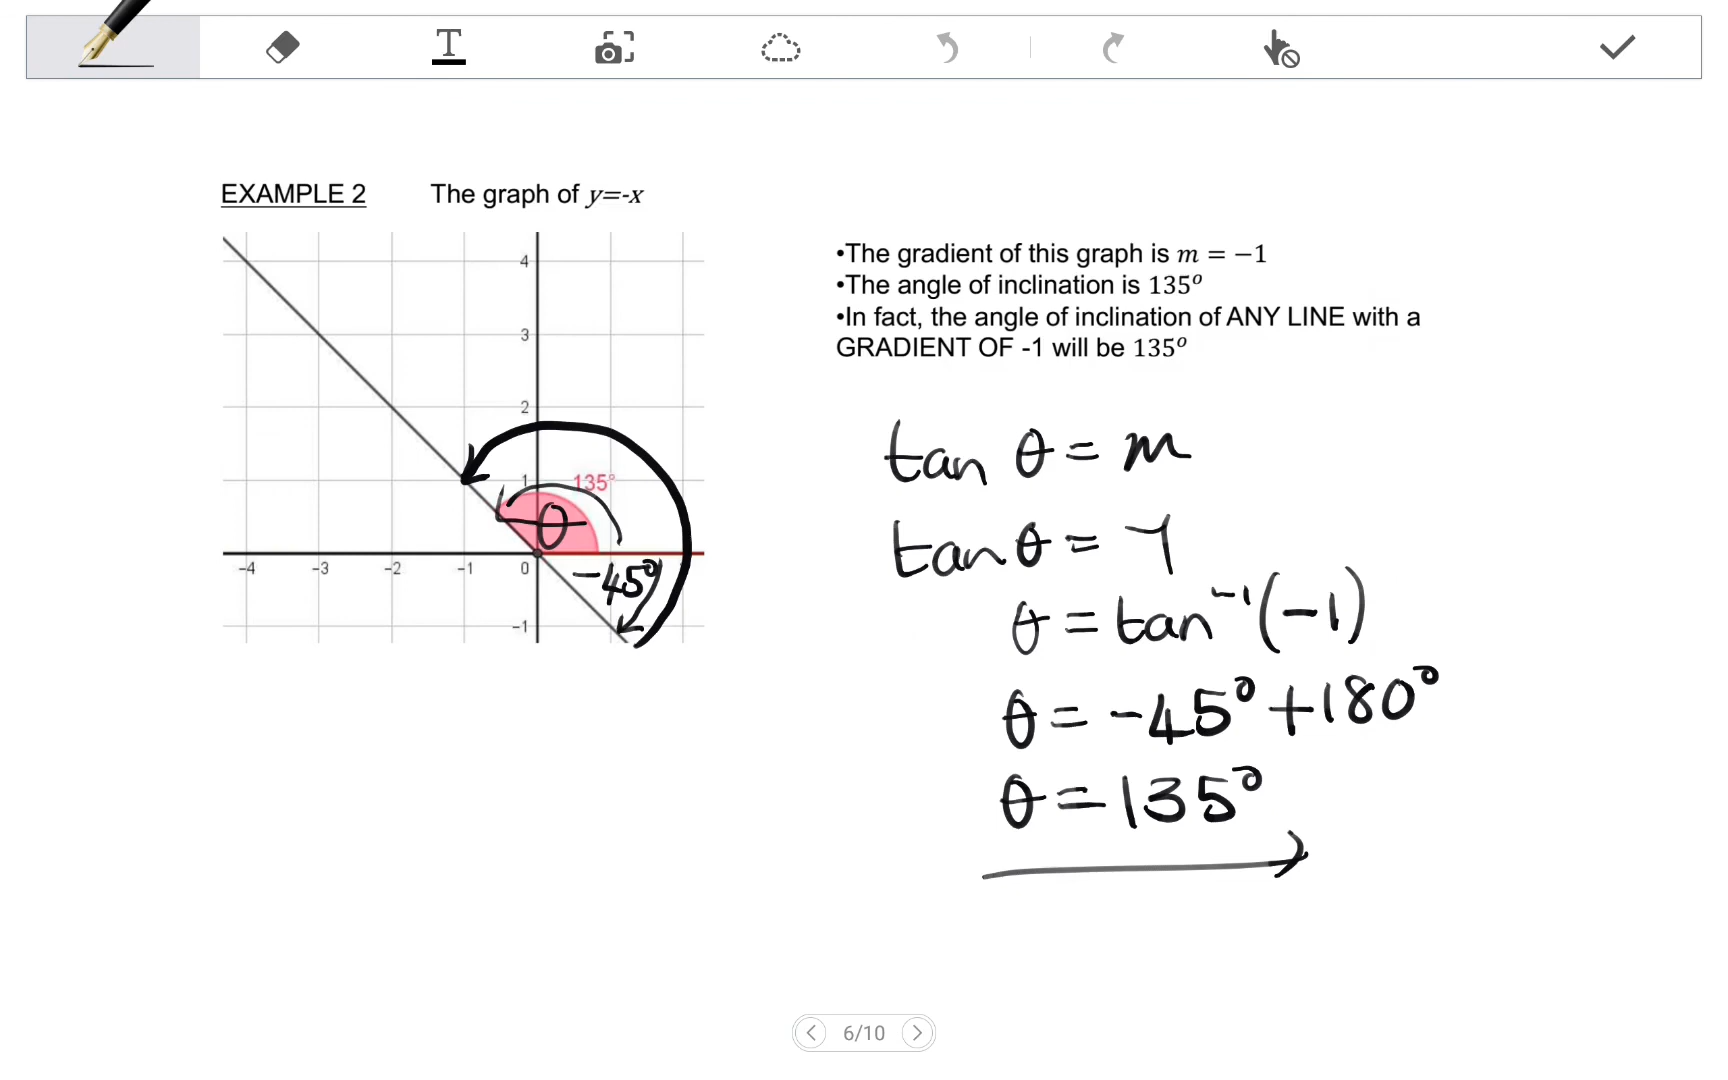 T
EXAMPLE 2 The graph of y=-x
•The gradient of this graph is m = −1
•The angle of inclination is 135°
•In fact, the angle of inclination of ANY LINE with a
GRADIENT OF -1 will be 135°
4
3
2
1
135°
θ
-4 -3 -2 -1 0
-45°
-1
tan θ = m
tan θ = -1
θ = tan⁻¹(-1)
θ = -45° + 180°
θ = 135°
6/10